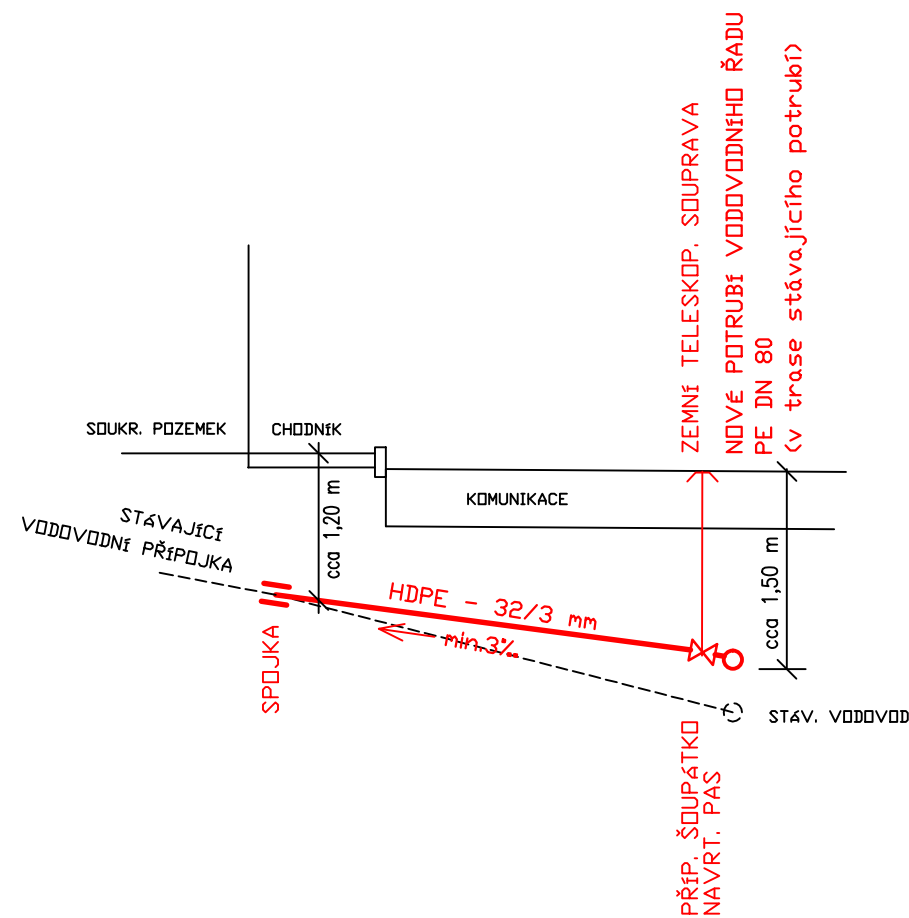 ZEMNÍ TELESKOP. SOUPRAVA
NOVÉ POTRUBÍ VODOVODNÍHO ŘADU
PE DN 80
(v trase stávajícího potrubí)
SOUKR. POZEMEK
CHODNÍK
KOMUNIKACE
cca 1,20 m
cca 1,50 m
STÁVAJÍCÍ
VODOVODNÍ PŘÍPOJKA
HDPE - 32/3 mm
min.3‰
SPOJKA
STÁV. VODOVOD
PŘÍP. ŠOUPÁTKO
NAVRT. PAS